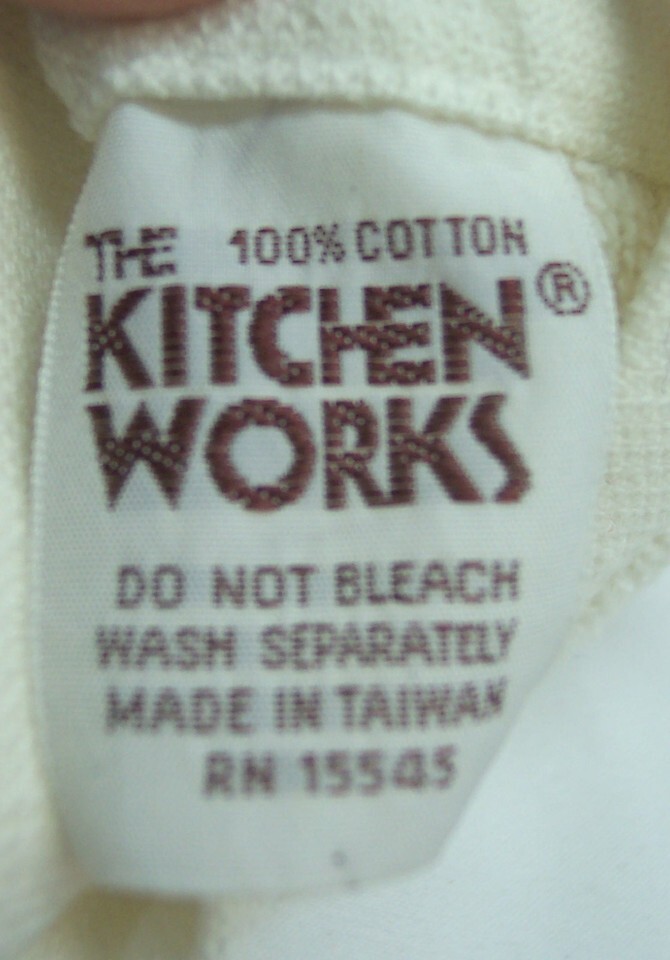 THE 100% COTTON
KITCHEN®
WORKS
DO NOT BLEACH
WASH SEPARATELY
MADE IN TAIWAN
RN 15545